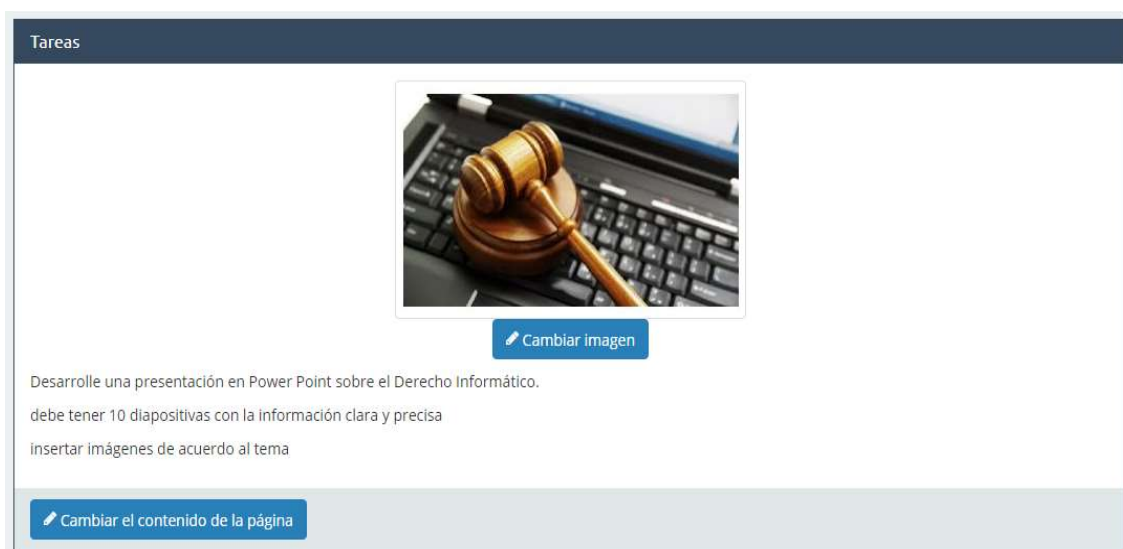 Tareas
Cambiar imagen
Desarrolle una presentación en Power Point sobre el Derecho Informático.
debe tener 10 diapositivas con la información clara y precisa
insertar imágenes de acuerdo al tema
Cambiar el contenido de la página